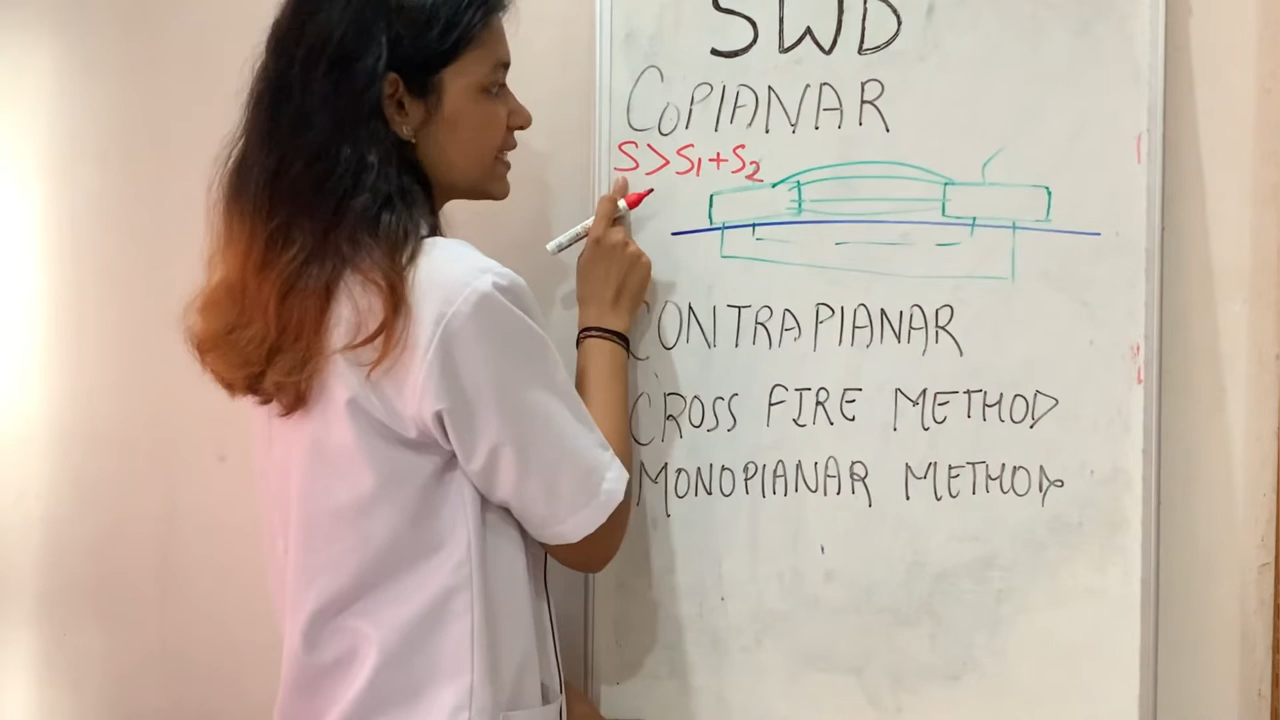 SWD
COPlANAR
S>S₁+S₂
CONTRAPlANAR
CROSS FIRE METHOD
MONOPlANAR METHOD